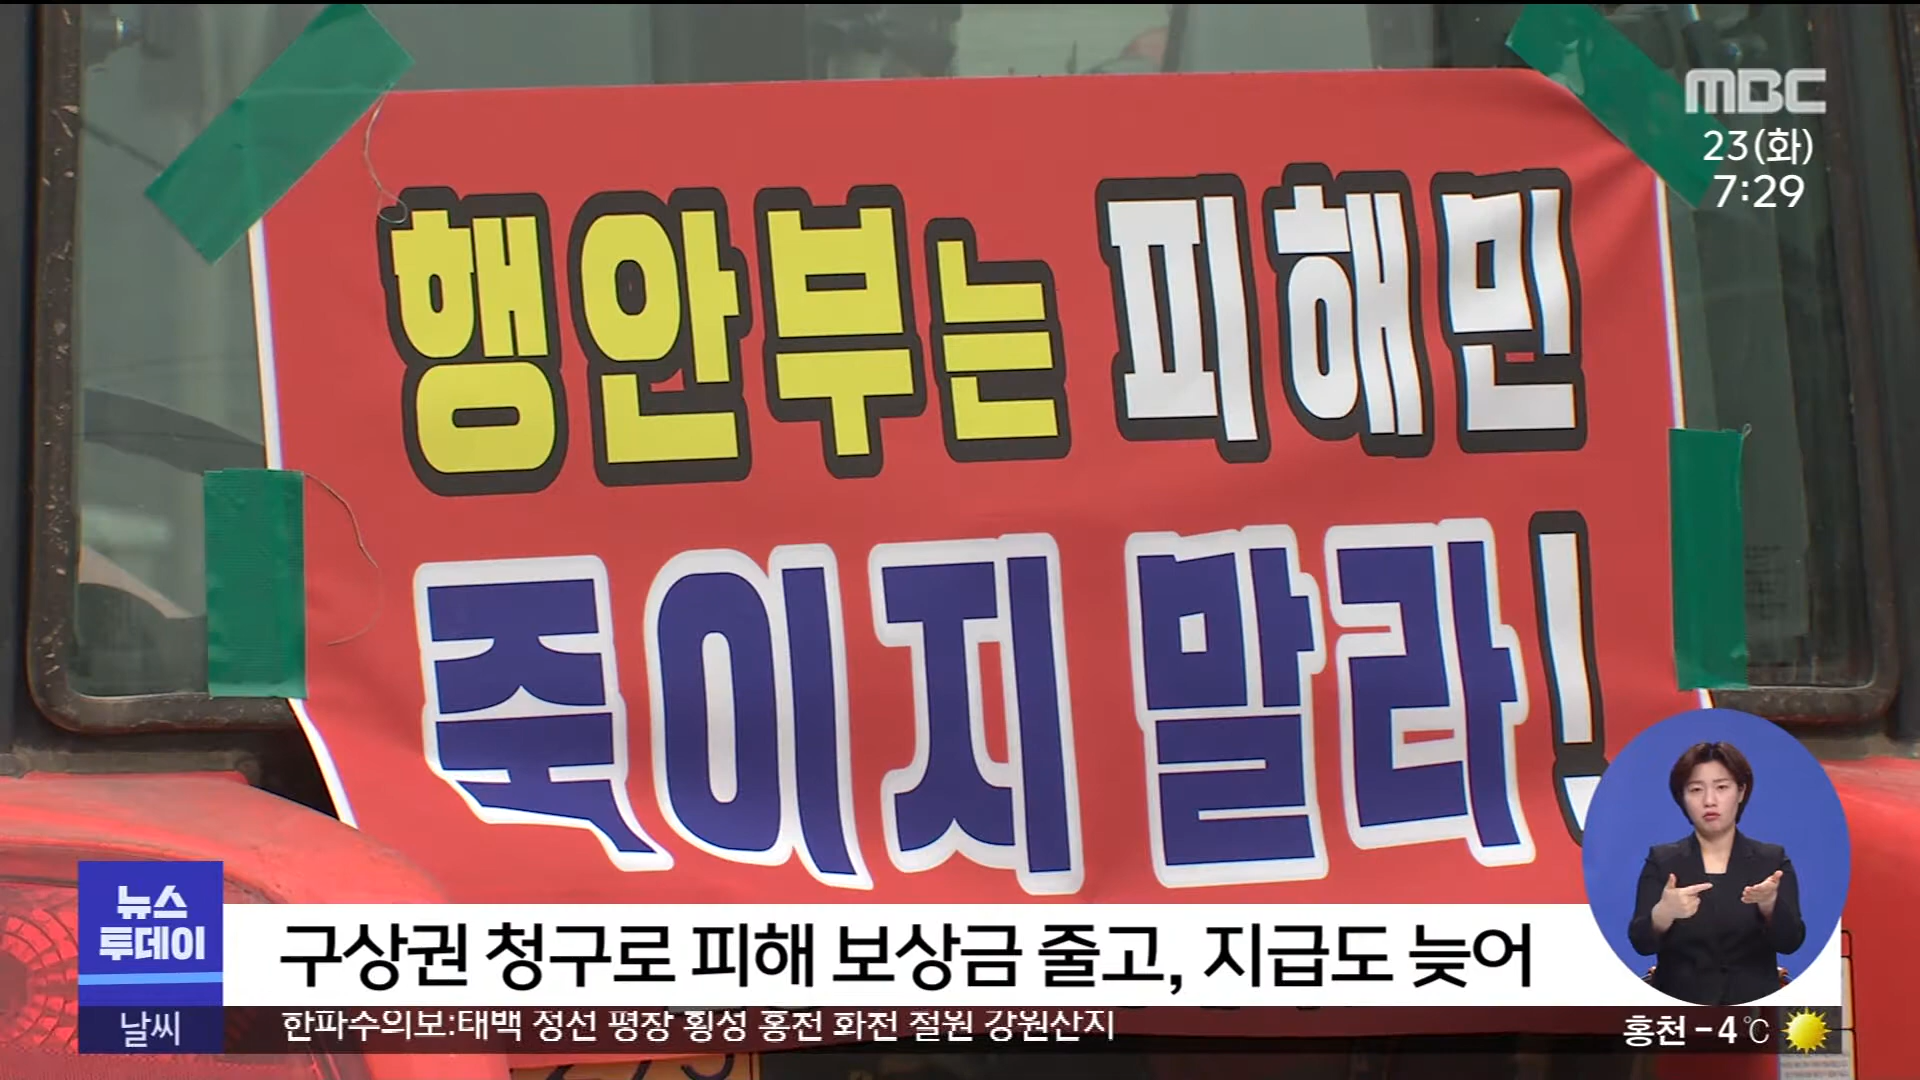 MBC
23(화)
7:29
행안부는 피해민
죽이지 말라!
뉴스
투데이
구상권 청구로 피해 보상금 줄고, 지급도 늦어
날씨
한파주의보:태백 정선 평창 횡성 홍천 화천 철원 강원산지
홍천 -4℃